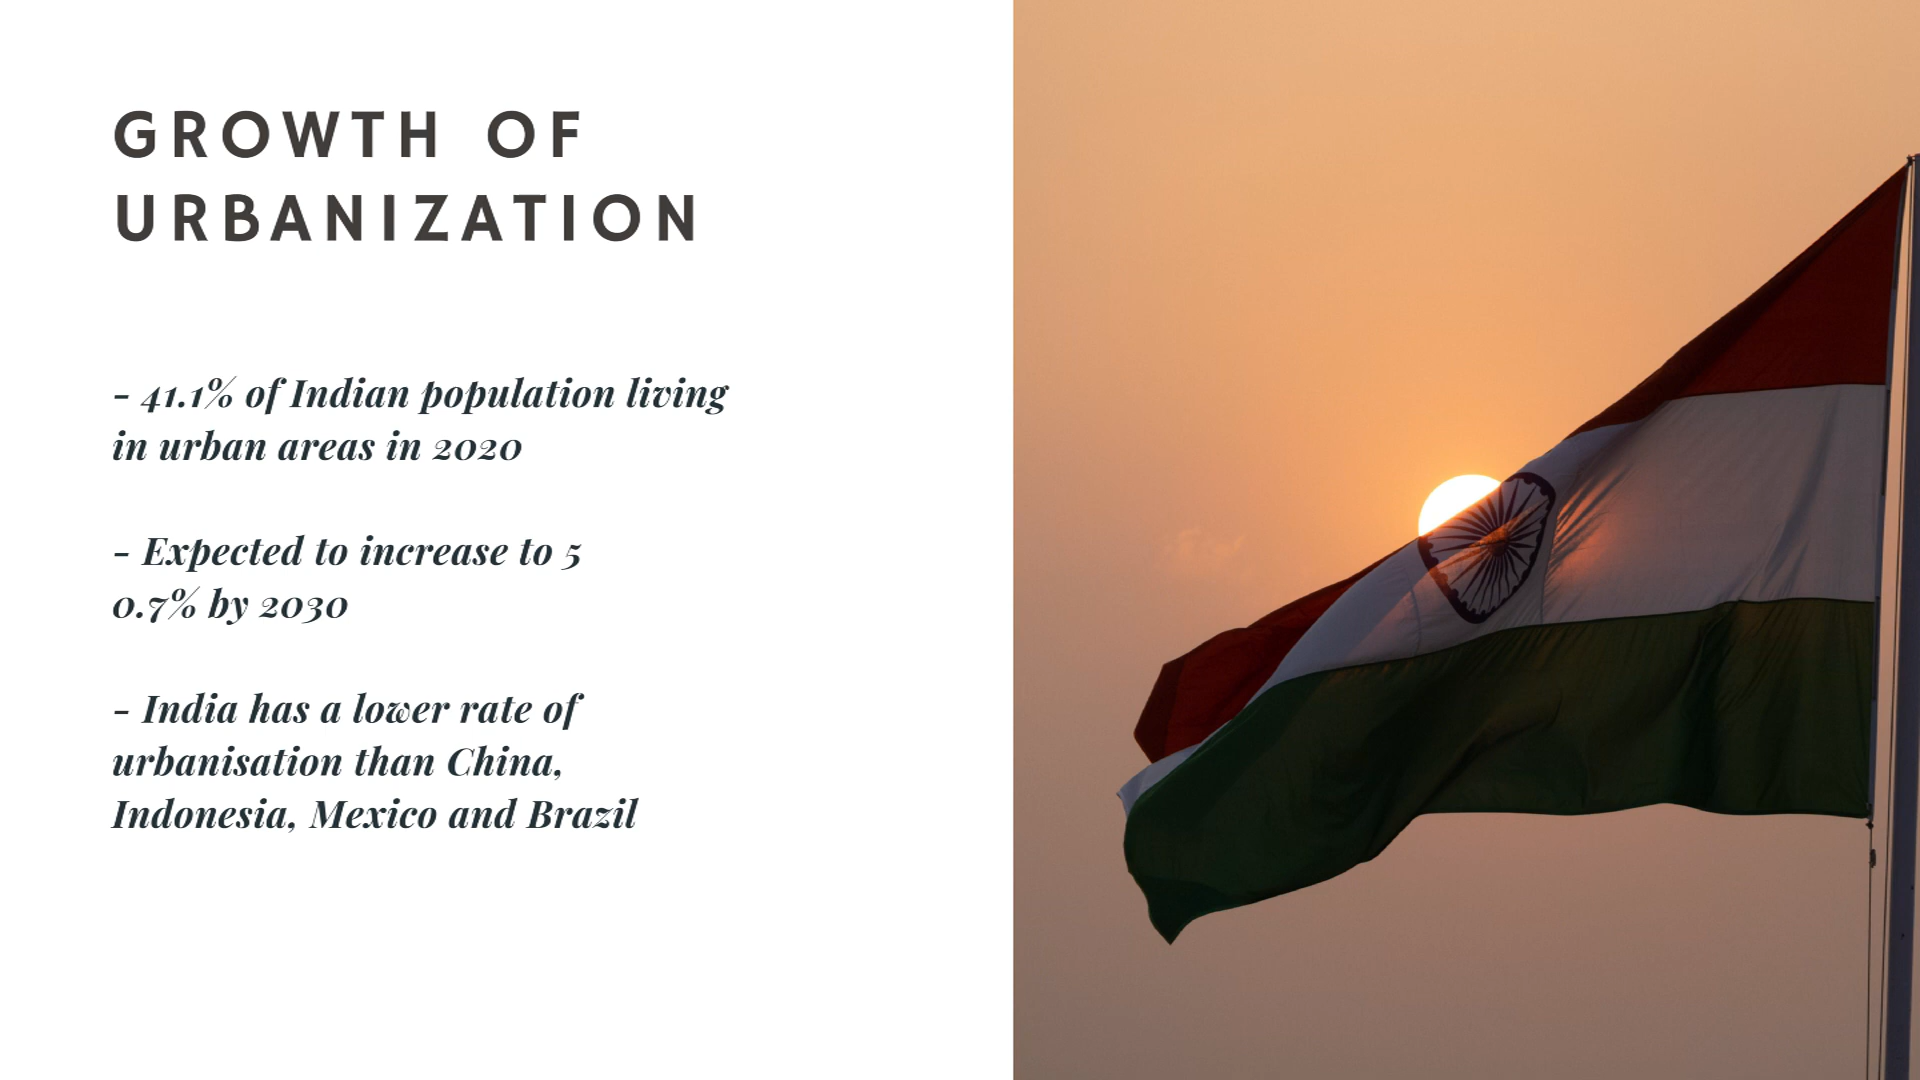 GROWTH OF
URBANIZATION
- 41.1% of Indian population living
in urban areas in 2020
- Expected to increase to 5
0.7% by 2030
- India has a lower rate of
urbanisation than China,
Indonesia, Mexico and Brazil